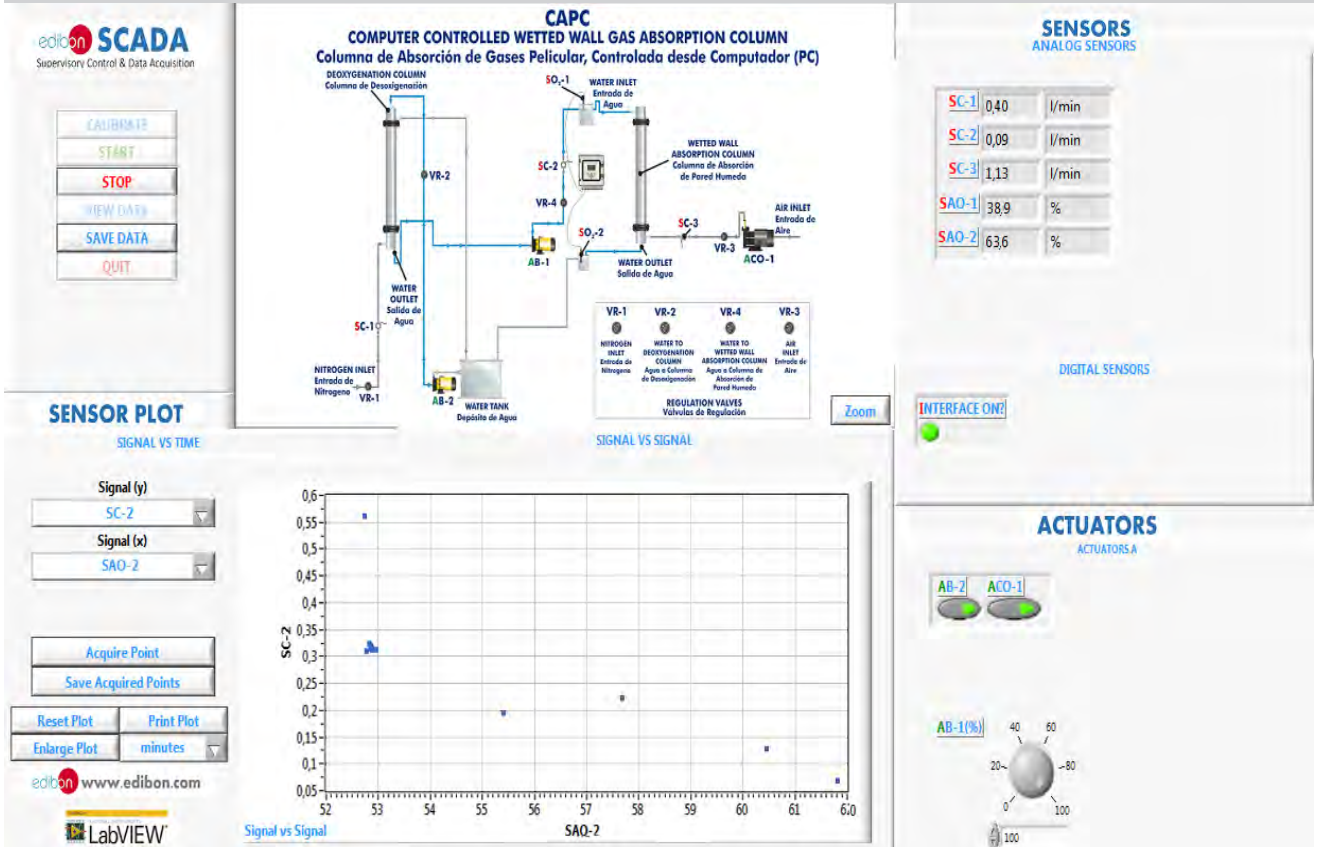 edibon SCADA
Supervisory Control & Data Acquisition
CALIBRATE
START
STOP
VIEW DATA
SAVE DATA
QUIT
CAPC
COMPUTER CONTROLLED WETTED WALL GAS ABSORPTION COLUMN
Columna de Absorción de Gases Pelicular, Controlada desde Computador (PC)
DEOXYGENATION COLUMN
Columna de Desoxigenación
SO₂-1
WATER INLET
Entrada de
Agua
WETTED WALL
ABSORPTION COLUMN
Columna de Absorción
de Pared Humeda
SC-2
VR-2
VR-4
SO₂-2
SC-3
AIR INLET
Entrada de
Aire
VR-3
ACO-1
AB-1
WATER OUTLET
Salida de Agua
WATER
OUTLET
Salida de
Agua
SC-1
NITROGEN INLET
Entrada de
Nitrogeno
VR-1
AB-2
WATER TANK
Depósito de Agua
VR-1 VR-2 VR-4 VR-3
NITROGEN
INLET
Entrada de
Nitrogeno
WATER TO
DEOXYGENATION
COLUMN
Agua a Columna
de Desoxigenación
WATER TO
WETTED WALL
ABSORPTION COLUMN
Agua a Columna de
Absorción de
Pared Humeda
AIR
INLET
Entrada de
Aire
REGULATION VALVES
Válvulas de Regulación
Zoom
SENSORS
ANALOG SENSORS
SC-1 0,40 l/min
SC-2 0,09 l/min
SC-3 1,13 l/min
SAO-1 38,9 %
SAO-2 63,6 %
DIGITAL SENSORS
INTERFACE ON?
SENSOR PLOT
SIGNAL VS TIME
SIGNAL VS SIGNAL
Signal (y)
SC-2
Signal (x)
SAO-2
Acquire Point
Save Acquired Points
Reset Plot Print Plot
Enlarge Plot minutes
edibon www.edibon.com
LabVIEW
0,6
0,55
0,5
0,45
0,4
0,35
0,3
0,25
0,2
0,15
0,1
0,05
SC-2
52 53 54 55 56 57 58 59 60 61 6
SAO-2
Signal vs Signal
ACTUATORS
ACTUATORS A
AB-2 ACO-1
AB-1(%)
0 20 40 60 80 100
100